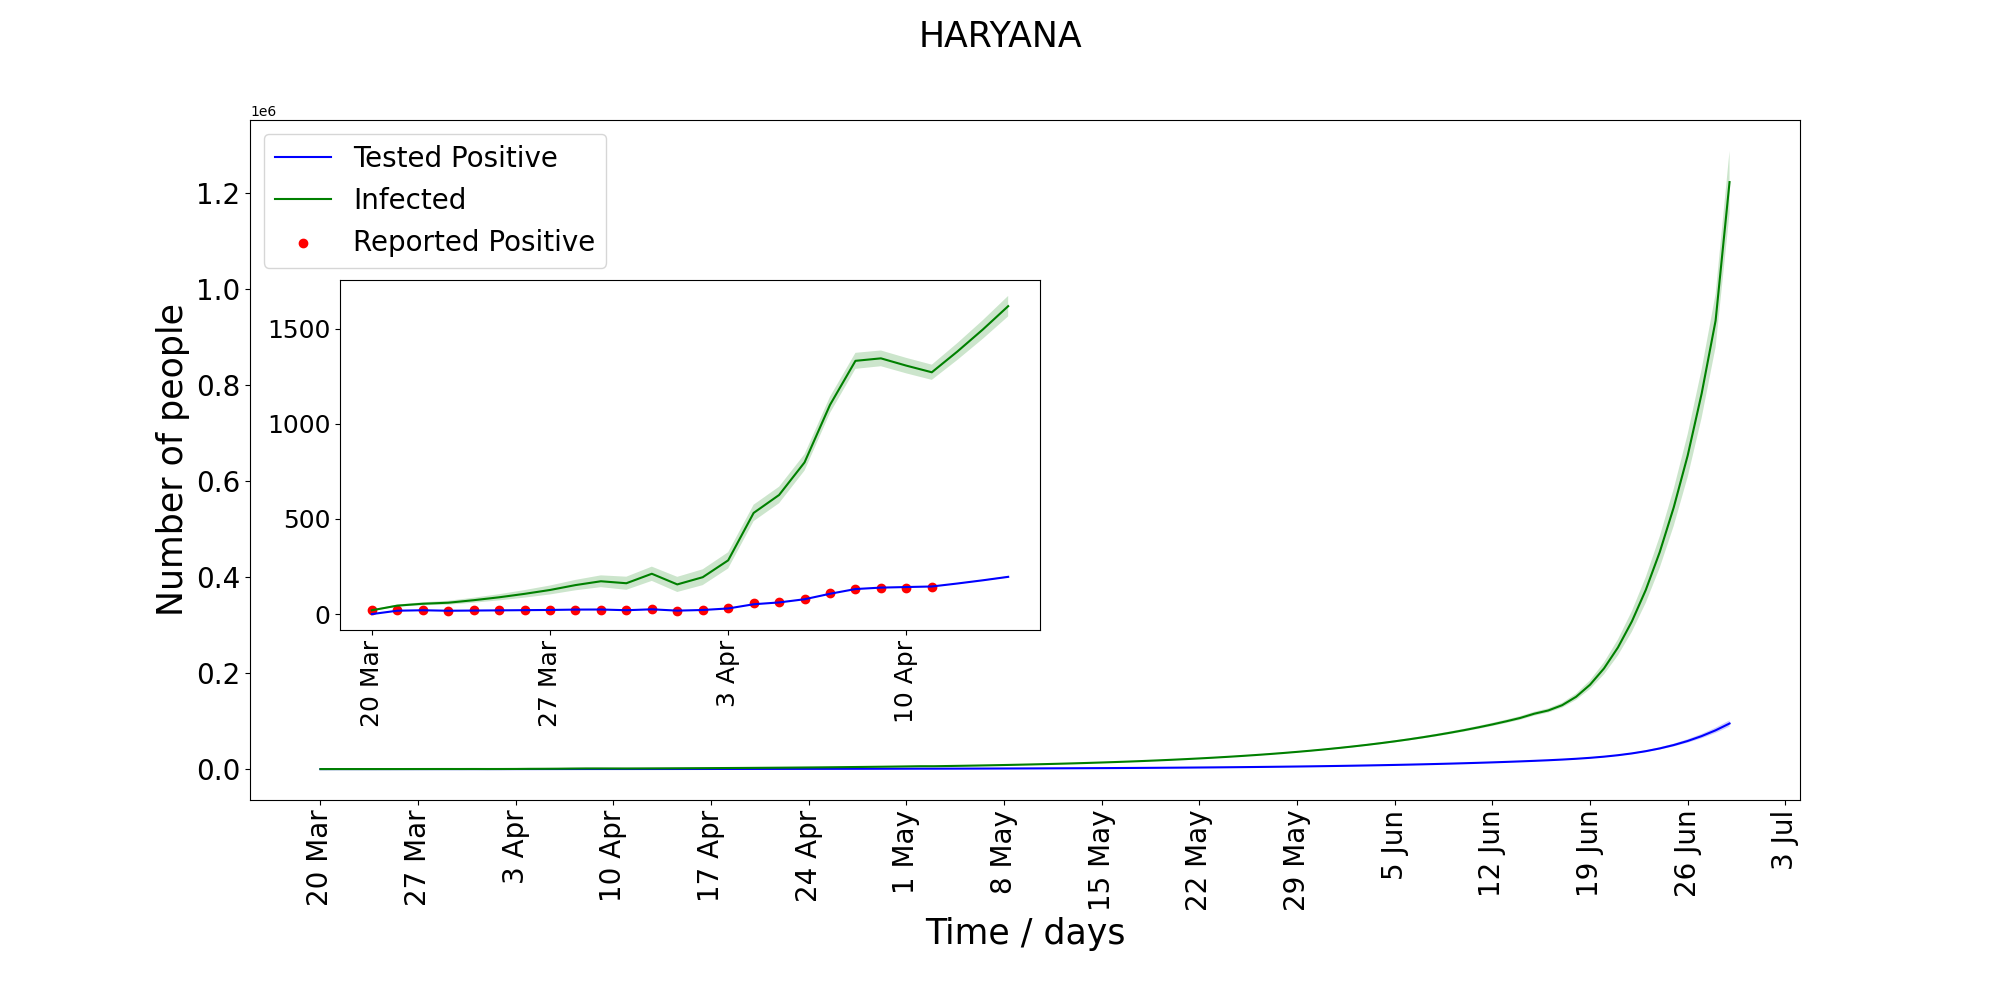 HARYANA
1e6
Tested Positive
Infected
Reported Positive
Number of people
1.2
1.0
0.8
0.6
0.4
0.2
0.0
1500
1000
500
0
20 Mar
27 Mar
3 Apr
10 Apr
20 Mar
27 Mar
3 Apr
10 Apr
17 Apr
24 Apr
1 May
8 May
15 May
22 May
29 May
5 Jun
12 Jun
19 Jun
26 Jun
3 Jul
Time / days